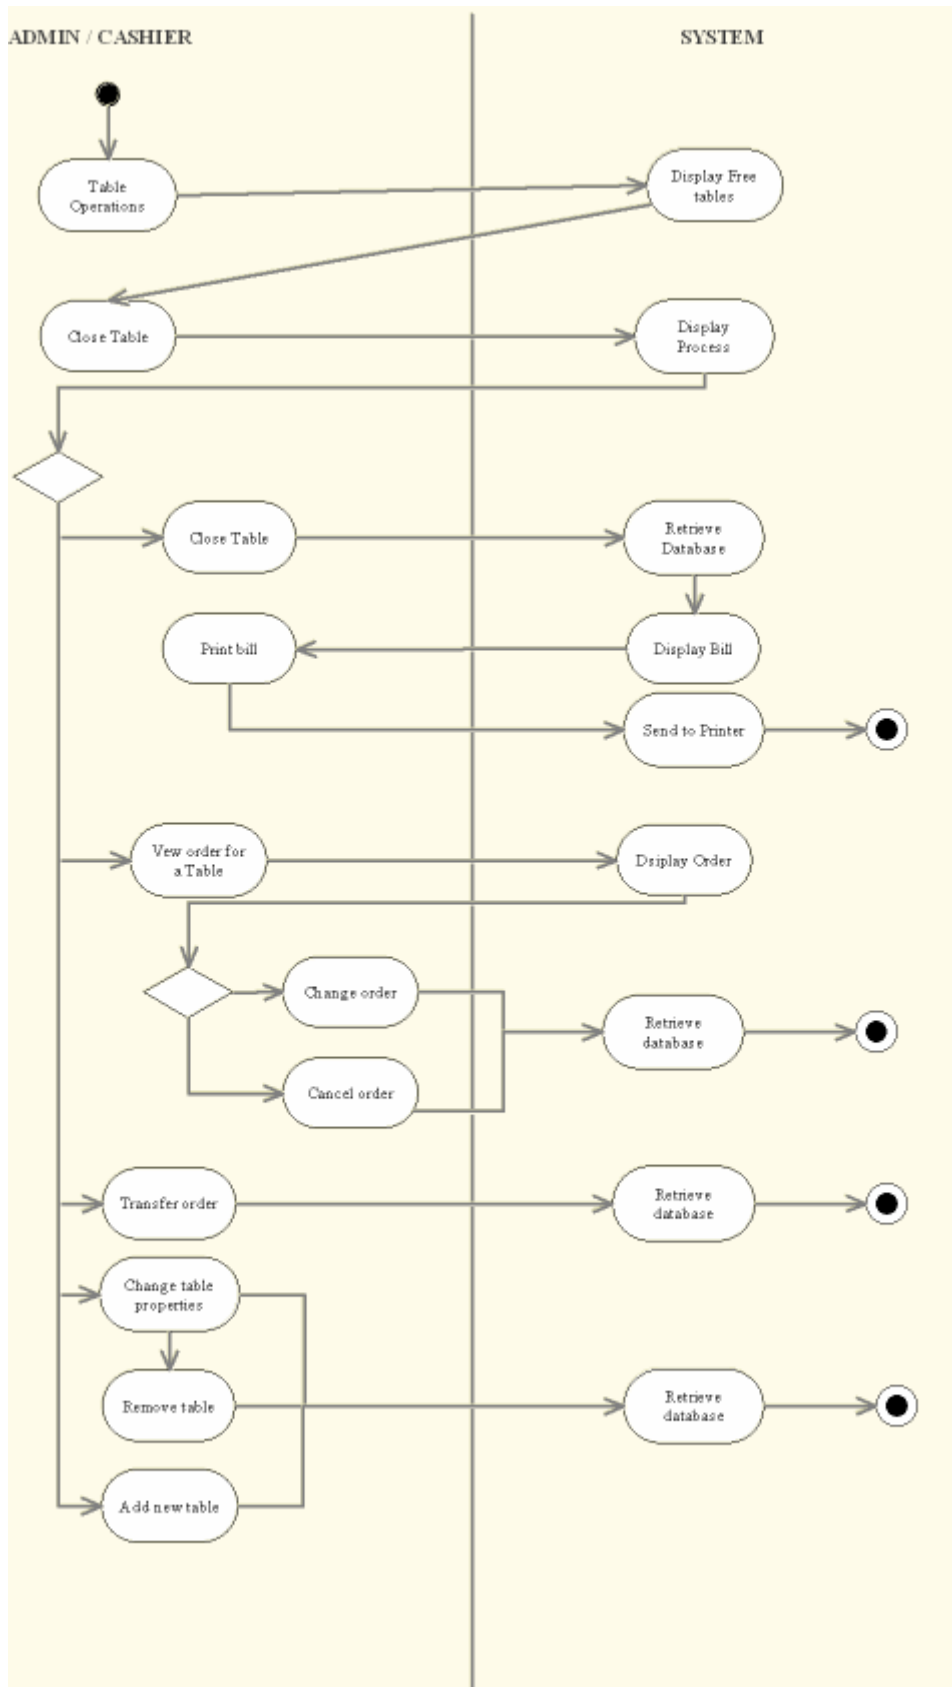 ADMIN / CASHIER
SYSTEM
Table
Operations
Display Free
tables
Close Table
Display
Process
Close Table
Retrieve
Database
Print bill
Display Bill
Send to Printer
Vew order for
a Table
Dsiplay Order
Change order
Retrieve
database
Cancel order
Transfer order
Retrieve
database
Change table
properties
Remove table
Retrieve
database
Add new table